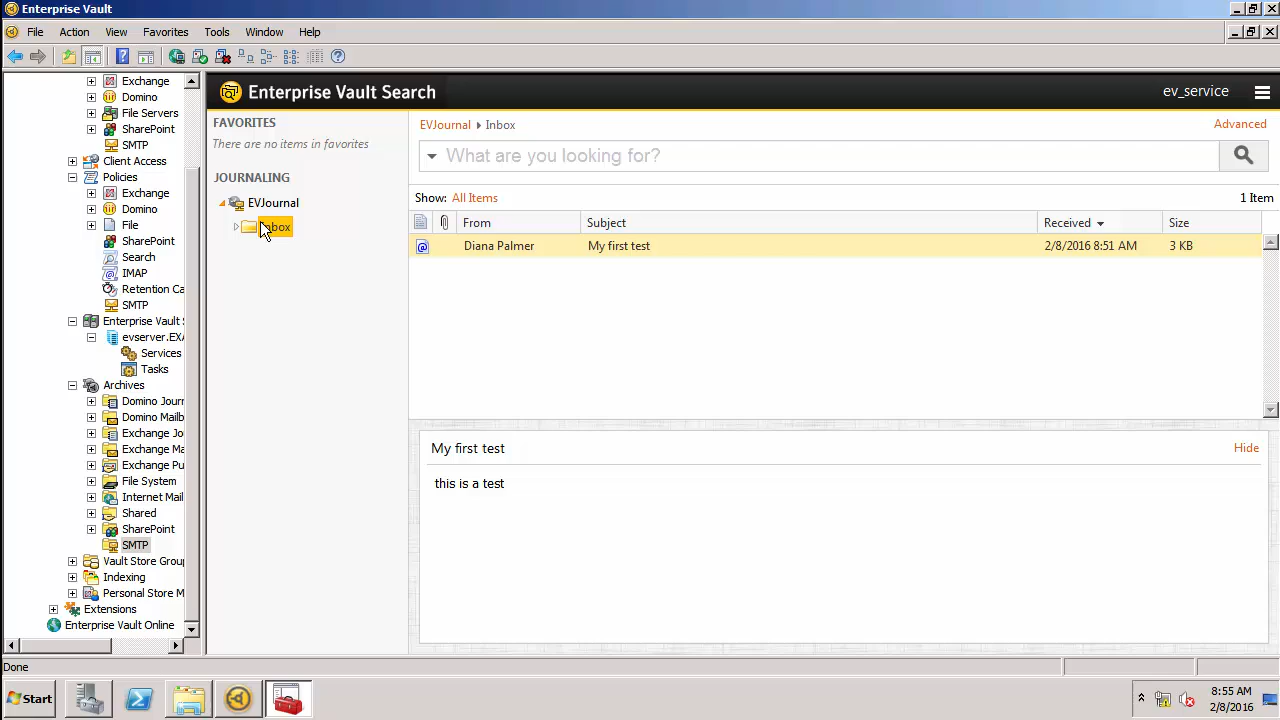 Enterprise Vault
File Action View Favorites Tools Window Help
Exchange
Domino
File Servers
SharePoint
SMTP
Client Access
Policies
Exchange
Domino
File
SharePoint
Search
IMAP
Retention Ca
SMTP
Enterprise Vault S
evserver.EXA
Services
Tasks
Archives
Domino Journ
Domino Mailb
Exchange Jo
Exchange Ma
Exchange Pu
File System
Internet Mail
Shared
SharePoint
SMTP
Vault Store Group
Indexing
Personal Store M
Extensions
Enterprise Vault Online
Enterprise Vault Search
ev_service
FAVORITES
There are no items in favorites
JOURNALING
EVJournal
Inbox
EVJournal Inbox
Advanced
What are you looking for?
Show: All Items
1 Item
From Subject Received Size
Diana Palmer My first test 2/8/2016 8:51 AM 3 KB
My first test
Hide
this is a test
Done
Start
8:55 AM
2/8/2016